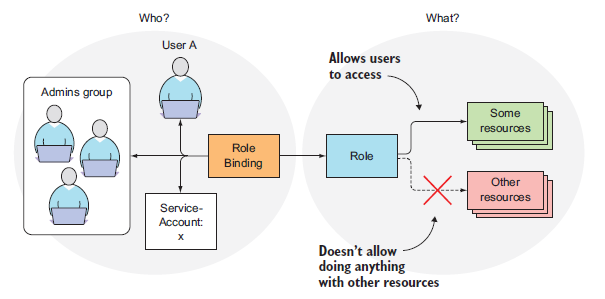 Who?
What?
User A
Allows users
to access
Admins group
Some
resources
Role
Binding
Role
Other
resources
Service-
Account:
x
Doesn't allow
doing anything
with other resources